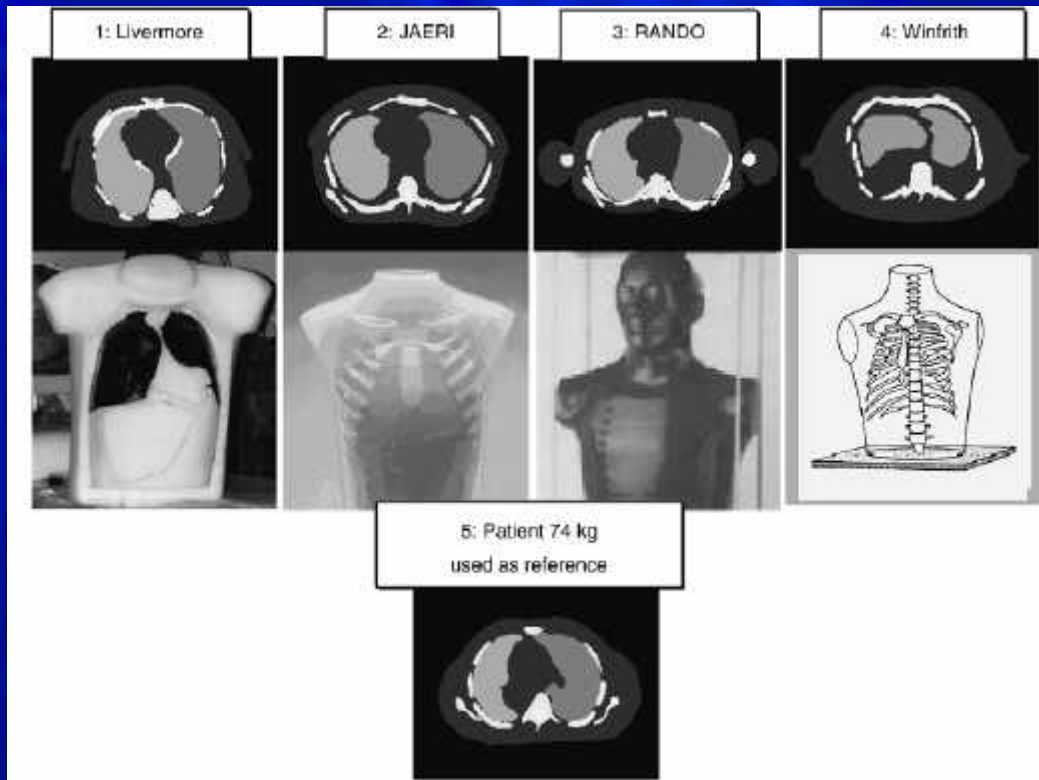 1: Livermore
2: JAERI
3: RANDO
4: Winfrith
5: Patient 74 kg
used as reference